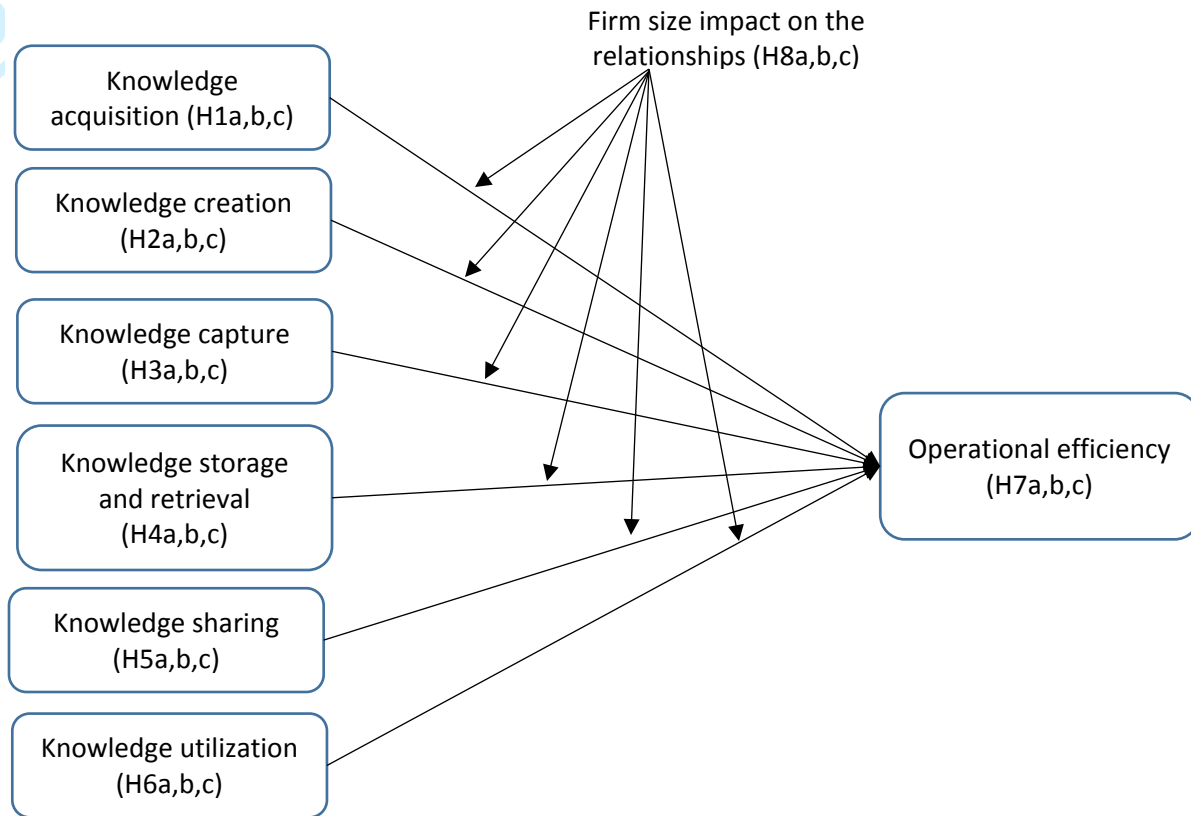 Firm size impact on the
relationships (H8a,b,c)
Knowledge
acquisition (H1a,b,c)
Knowledge creation
(H2a,b,c)
Knowledge capture
(H3a,b,c)
Knowledge storage
and retrieval
(H4a,b,c)
Knowledge sharing
(H5a,b,c)
Knowledge utilization
(H6a,b,c)
Operational efficiency
(H7a,b,c)